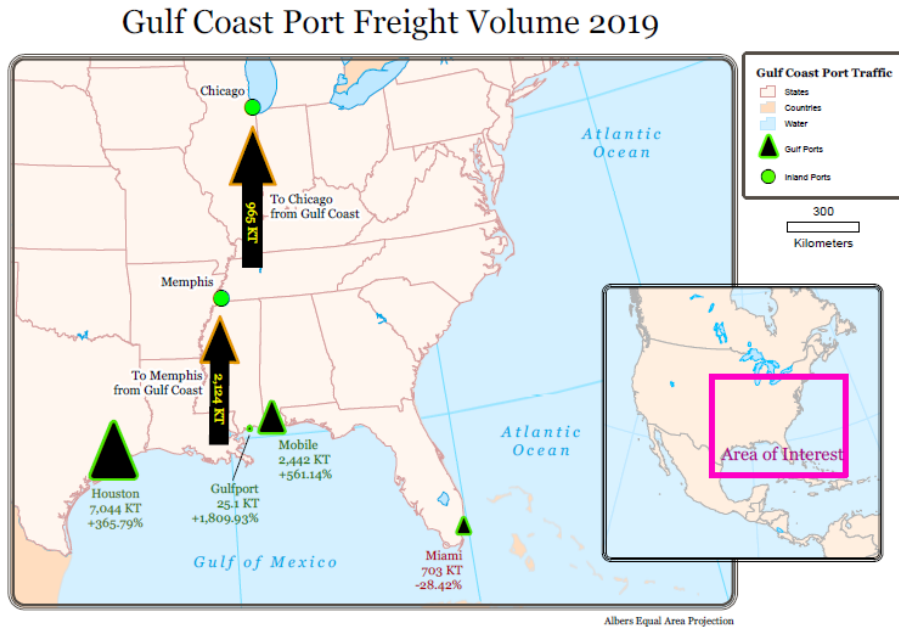 Gulf Coast Port Freight Volume 2019
Chicago
To Chicago
from Gulf Coast
965 KT
Memphis
To Memphis
from Gulf Coast
2,124 KT
Houston
7,044 KT
+365.79%
Gulfport
25.1 KT
+1,809.93%
Mobile
2,442 KT
+561.14%
Miami
703 KT
-28.42%
Gulf of Mexico
Atlantic
Ocean
Atlantic
Ocean
Gulf Coast Port Traffic
States
Countries
Water
Gulf Ports
Inland Ports
300
Kilometers
Area of Interest
Albers Equal Area Projection